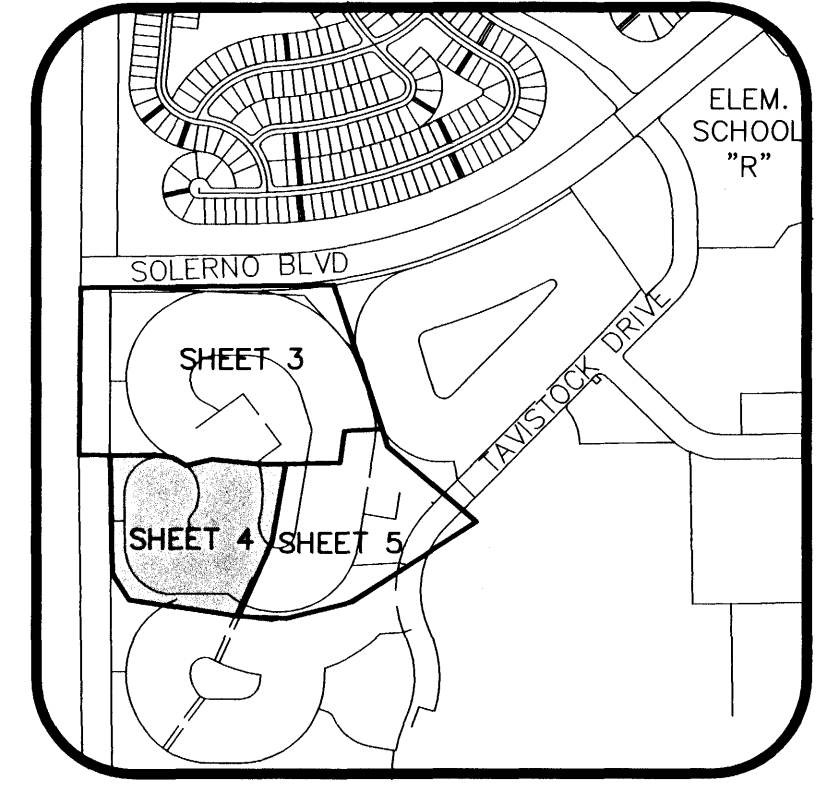 ELEM.
SCHOOL
"R"
SOLERNO BLVD
TAVISTOCK DRIVE
SHEET 3
SHEET 4
SHEET 5